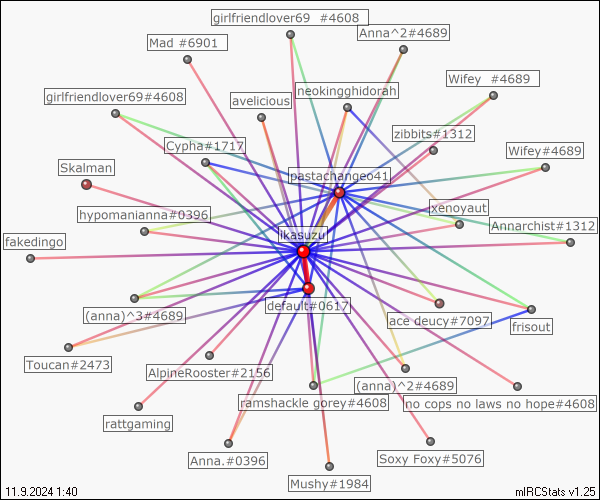 girlfriendlover69  #4608
Anna^2#4689
Mad #6901
Wifey  #4689
girlfriendlover69#4608
avelicious
neokingghidorah
zibbits#1312
Cypha#1717
Wifey#4689
Skalman
pastachangeo41
hypomanianna#0396
xenoyaut
Annarchist#1312
ikasuzu!
fakedingo
default#0617
(anna)^3#4689
ace deucy#7097
frisout
Toucan#2473
AlpineRooster#2156
(anna)^2#4689
ramshackle gorey#4608
no cops no laws no hope#4608
rattgaming
Anna.#0396
Soxy Foxy#5076
Mushy#1984
11.9.2024 1:40
mIRCStats v1.25